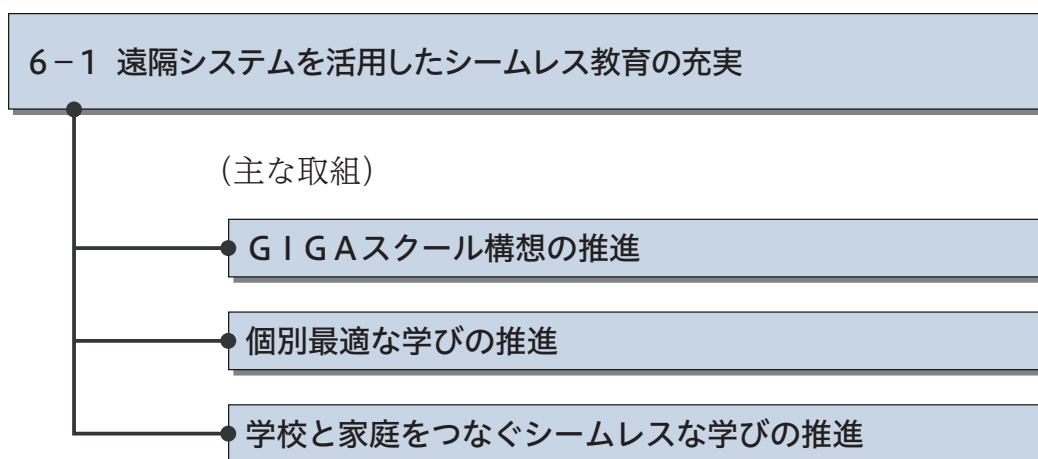 ６−１ 遠隔システムを活用したシームレス教育の充実
（主な取組）
ＧＩＧＡスクール構想の推進
個別最適な学びの推進
学校と家庭をつなぐシームレスな学びの推進